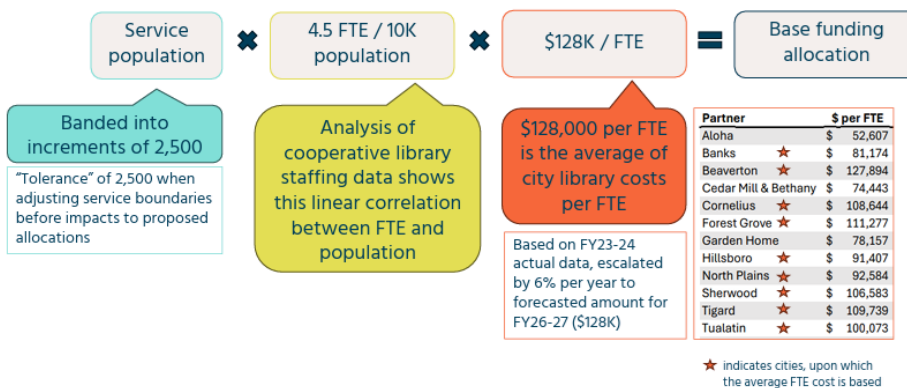 Service
population
✖
4.5 FTE / 10K
population
✖
$128K / FTE
=
Base funding
allocation
Banded into
increments of 2,500
"Tolerance" of 2,500 when
adjusting service boundaries
before impacts to proposed
allocations
Analysis of
cooperative library
staffing data shows
this linear correlation
between FTE and
population
$128,000 per FTE
is the average of
city library costs
per FTE
Based on FY23-24
actual data, escalated
by 6% per year to
forecasted amount for
FY26-27 ($128K)
Partner $ per FTE
Aloha $ 52,607
Banks ★ $ 81,174
Beaverton ★ $ 127,894
Cedar Mill & Bethany $ 74,443
Cornelius ★ $ 108,644
Forest Grove ★ $ 111,277
Garden Home $ 78,157
Hillsboro ★ $ 91,407
North Plains ★ $ 92,584
Sherwood ★ $ 106,583
Tigard ★ $ 109,739
Tualatin ★ $ 100,073
★ indicates cities, upon which
the average FTE cost is based